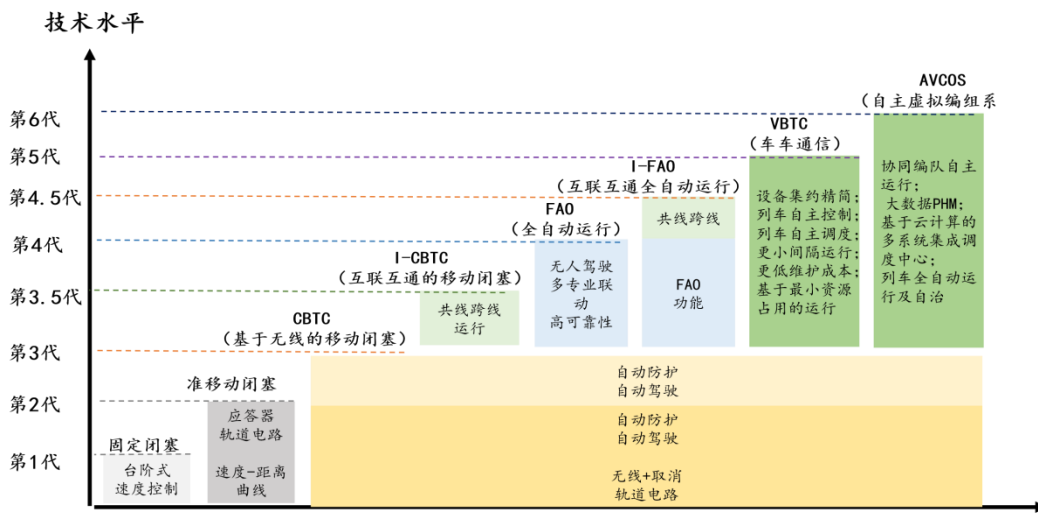 技术水平
第6代
第5代
第4.5代
第4代
第3.5代
第3代
第2代
第1代
固定闭塞
台阶式
速度控制
准移动闭塞
应答器
轨道电路
速度-距离
曲线
CBTC
（基于无线的移动闭塞）
自动防护
自动驾驶
自动防护
自动驾驶
无线+取消
轨道电路
I-CBTC
（互联互通的移动闭塞）
共线跨线
运行
FAO
（全自动运行）
无人驾驶
多专业联
动
高可靠性
I-FAO
（互联互通全自动运行）
共线跨线
FAO
功能
VBTC
（车车通信）
设备集约精简;
列车自主控制;
列车自主调度;
更小间隔运行;
更低维护成本;
基于最小资源
占用的运行
AVCOS
（自主虚拟编组系
协同编队自主
运行;
大数据PHM;
基于云计算的
多系统集成调
度中心;
列车全自动运
行及自治